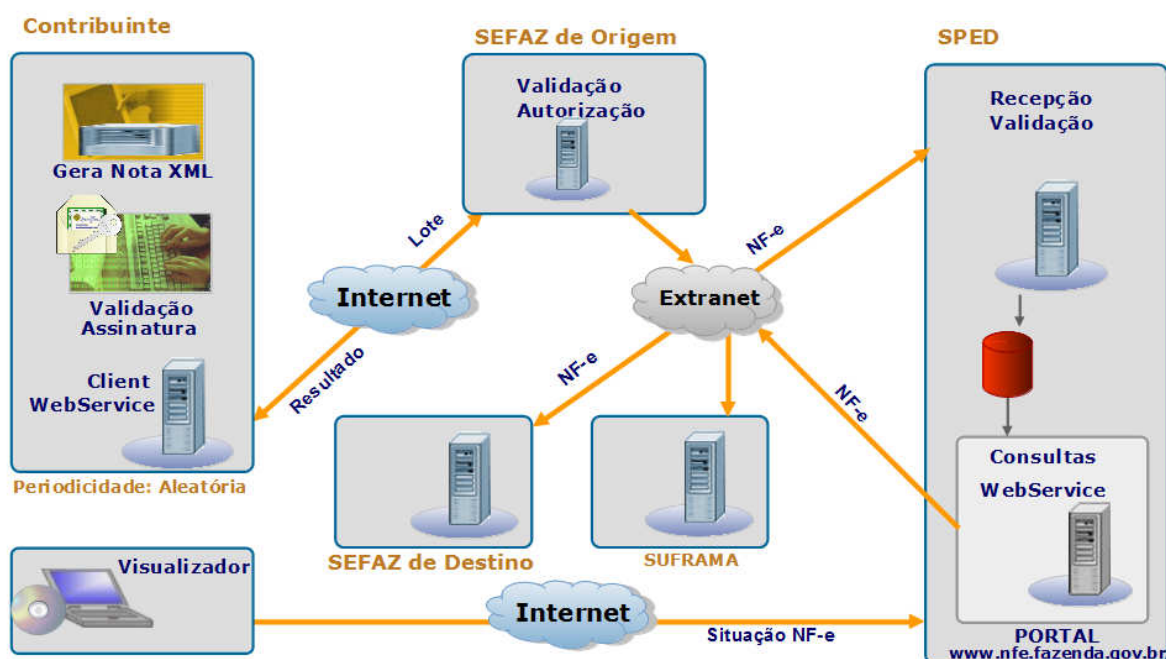 Contribuinte
Gera Nota XML
Validação
Assinatura
Client
WebService
Periodicidade: Aleatória
SEFAZ de Origem
Validação
Autorização
SPED
Recepção
Validação
Lote
Internet
Resultado
Extranet
NF-e
NF-e
NF-e
SEFAZ de Destino
SUFRAMA
Consultas
WebService
PORTAL
www.nfe.fazenda.gov.br
Visualizador
Internet
Situação NF-e